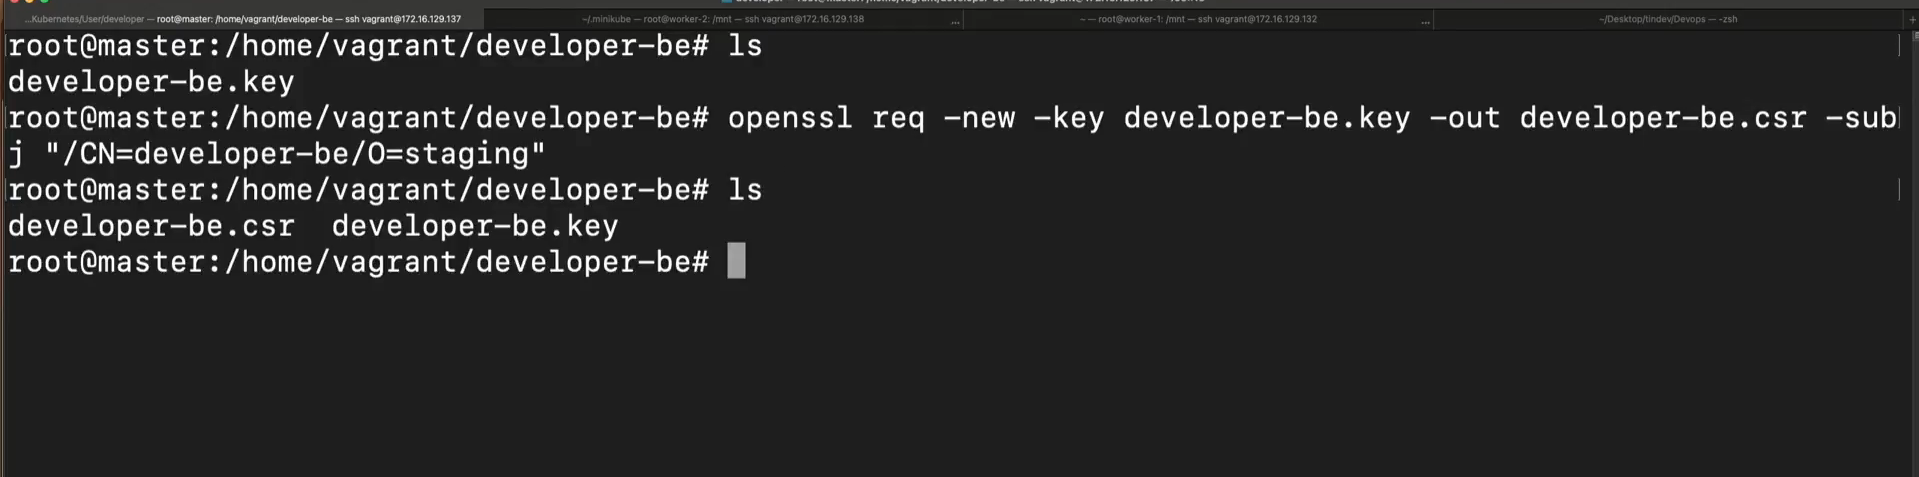 ...Kubernetes/User/developer — root@master: /home/vagrant/developer-be — ssh vagrant@172.16.129.137
~/.minikube — root@worker-2: /mnt — ssh vagrant@172.16.129.138
...
~ — root@worker-1: /mnt — ssh vagrant@172.16.129.132
...
~/Desktop/tindev/Devops — -zsh
+
root@master:/home/vagrant/developer-be# ls
developer-be.key
root@master:/home/vagrant/developer-be# openssl req -new -key developer-be.key -out developer-be.csr -sub
j "/CN=developer-be/O=staging"
root@master:/home/vagrant/developer-be# ls
developer-be.csr  developer-be.key
root@master:/home/vagrant/developer-be#